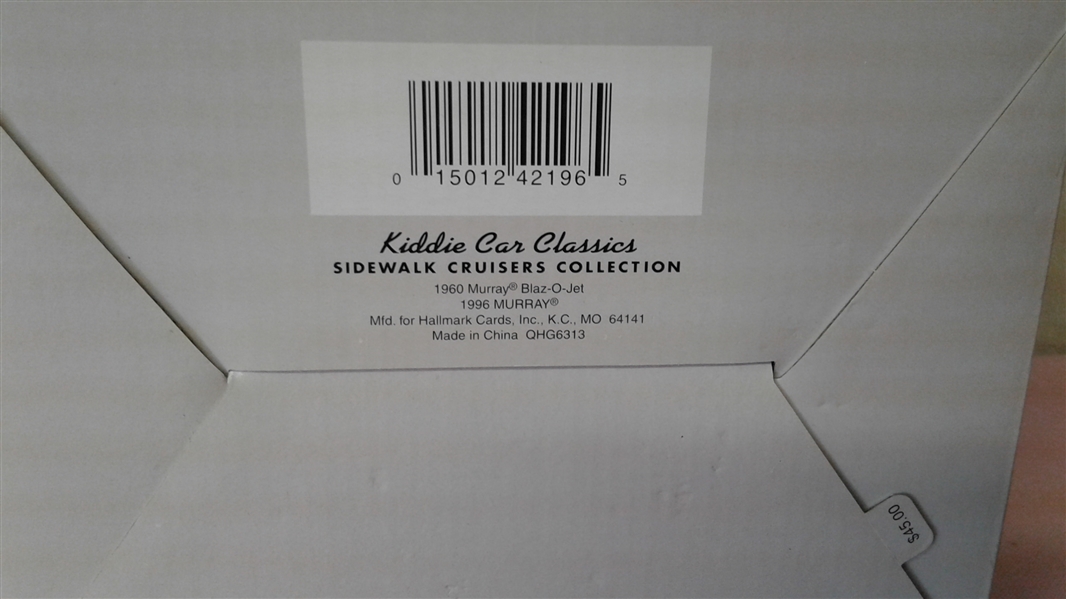 0 15012 42196 5
Kiddie Car Classics
SIDEWALK CRUISERS COLLECTION
1960 Murray® Blaz-O-Jet
1996 MURRAY®
Mfd. for Hallmark Cards, Inc., K.C., MO 64141
Made in China QHG6313
$45.00